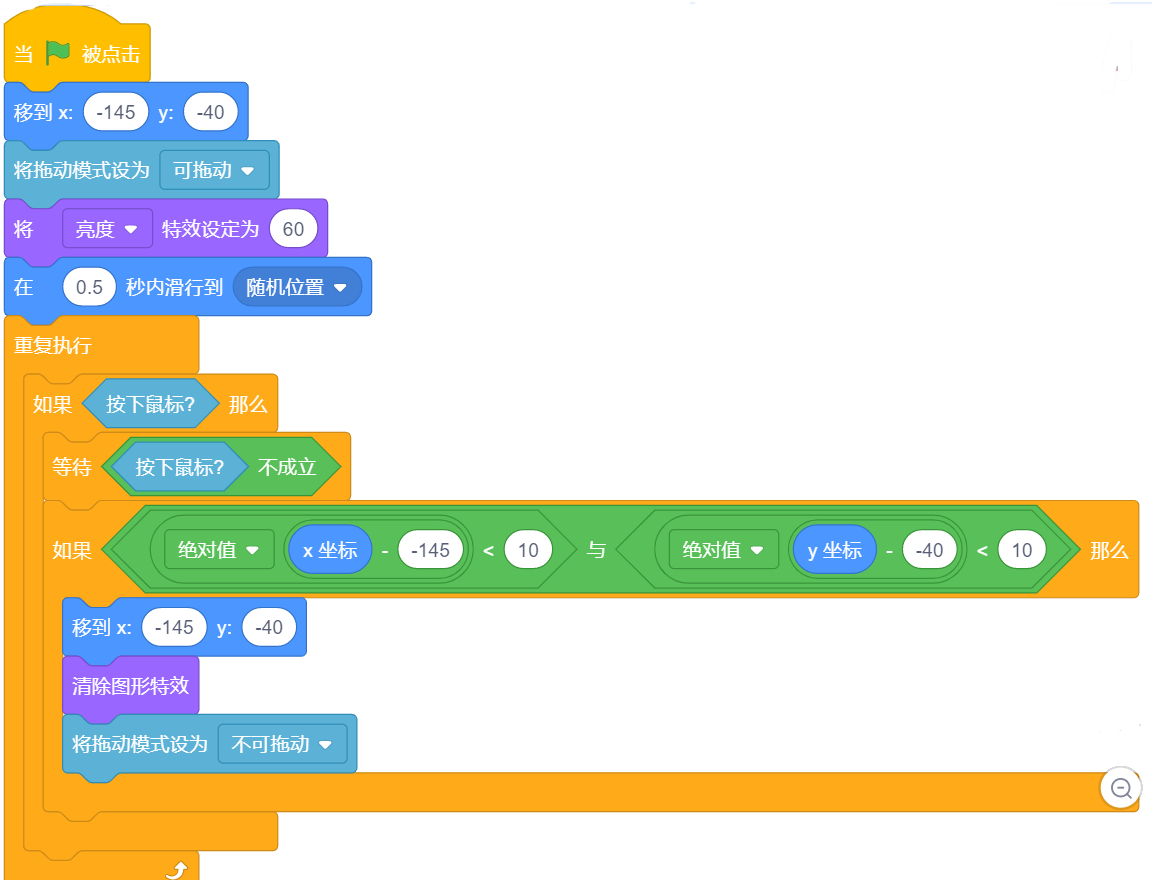 当 被点击
移到 x: -145 y: -40
将拖动模式设为 可拖动
将 亮度 特效设定为 60
在 0.5 秒内滑行到 随机位置
重复执行
如果 按下鼠标? 那么
等待 按下鼠标? 不成立
如果 绝对值 x 坐标 - -145 < 10 与 绝对值 y 坐标 - -40 < 10 那么
移到 x: -145 y: -40
清除图形特效
将拖动模式设为 不可拖动